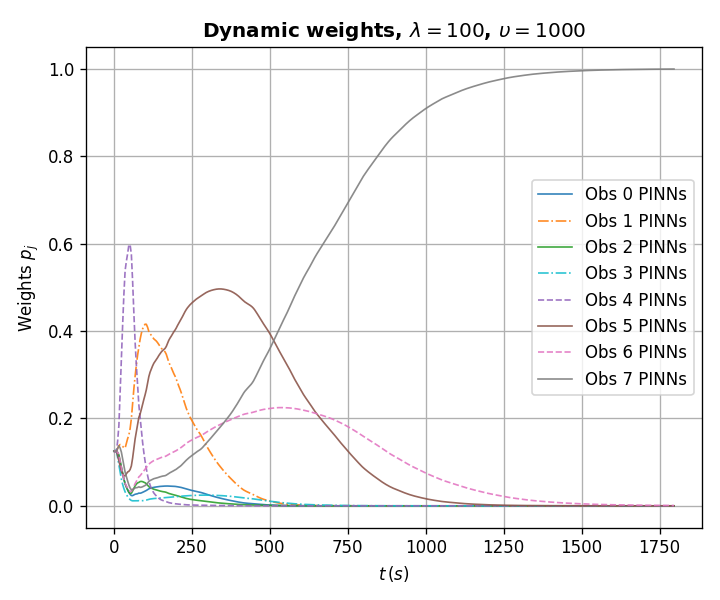 Dynamic weights, λ = 100, υ = 1000
Weights p_j
1.0
0.8
0.6
0.4
0.2
0.0
Obs 0 PINNs
Obs 1 PINNs
Obs 2 PINNs
Obs 3 PINNs
Obs 4 PINNs
Obs 5 PINNs
Obs 6 PINNs
Obs 7 PINNs
0 250 500 750 1000 1250 1500 1750
t (s)